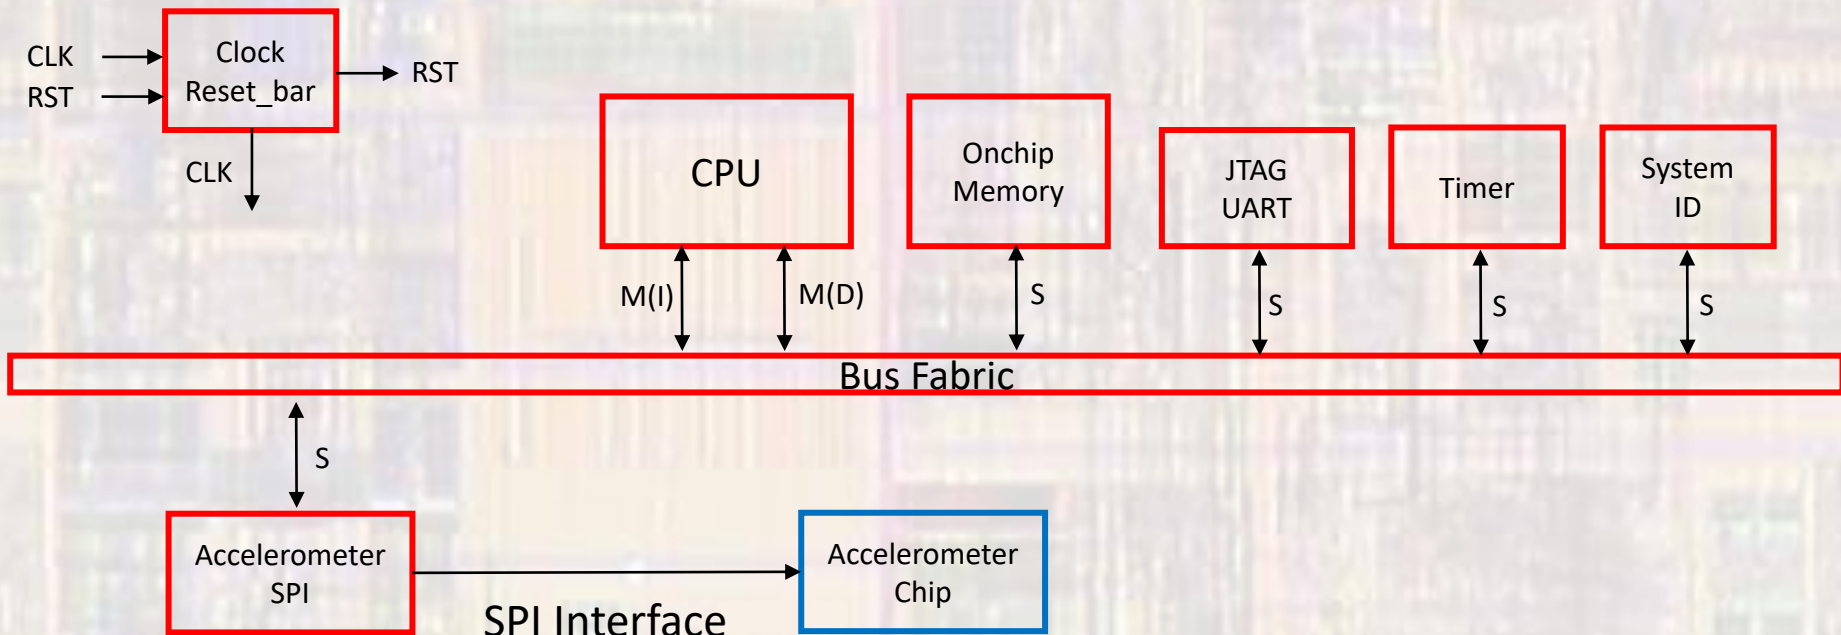 CLK
RST
Clock
Reset_bar
RST
CLK
CPU
Onchip
Memory
JTAG
UART
Timer
System
ID
M(I)
M(D)
S
S
S
S
Bus Fabric
S
Accelerometer
SPI
SPI Interface
Accelerometer
Chip